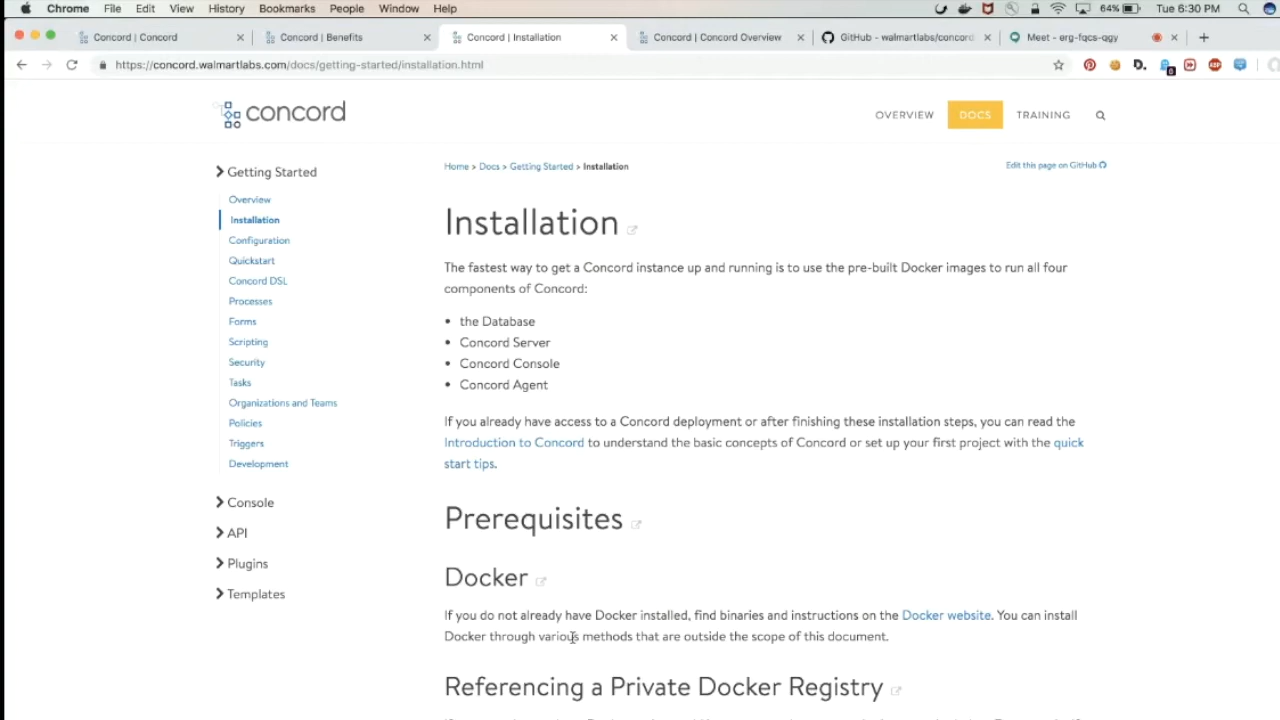 Chrome File Edit View History Bookmarks People Window Help 64% Tue 6:30 PM
Concord | Concord Concord | Benefits Concord | Installation Concord | Concord Overview GitHub - walmartlabs/concord Meet - erg-fqcs-qgy
https://concord.walmartlabs.com/docs/getting-started/installation.html D. 0 ABP
concord
OVERVIEW DOCS TRAINING
Home > Docs > Getting Started > Installation
Edit this page on GitHub
Getting Started
Overview
Installation
Configuration
Quickstart
Concord DSL
Processes
Forms
Scripting
Security
Tasks
Organizations and Teams
Policies
Triggers
Development
Console
API
Plugins
Templates
Installation
The fastest way to get a Concord instance up and running is to use the pre-built Docker images to run all four
components of Concord:
• the Database
• Concord Server
• Concord Console
• Concord Agent
If you already have access to a Concord deployment or after finishing these installation steps, you can read the
Introduction to Concord to understand the basic concepts of Concord or set up your first project with the quick
start tips.
Prerequisites
Docker
If you do not already have Docker installed, find binaries and instructions on the Docker website. You can install
Docker through various methods that are outside the scope of this document.
Referencing a Private Docker Registry